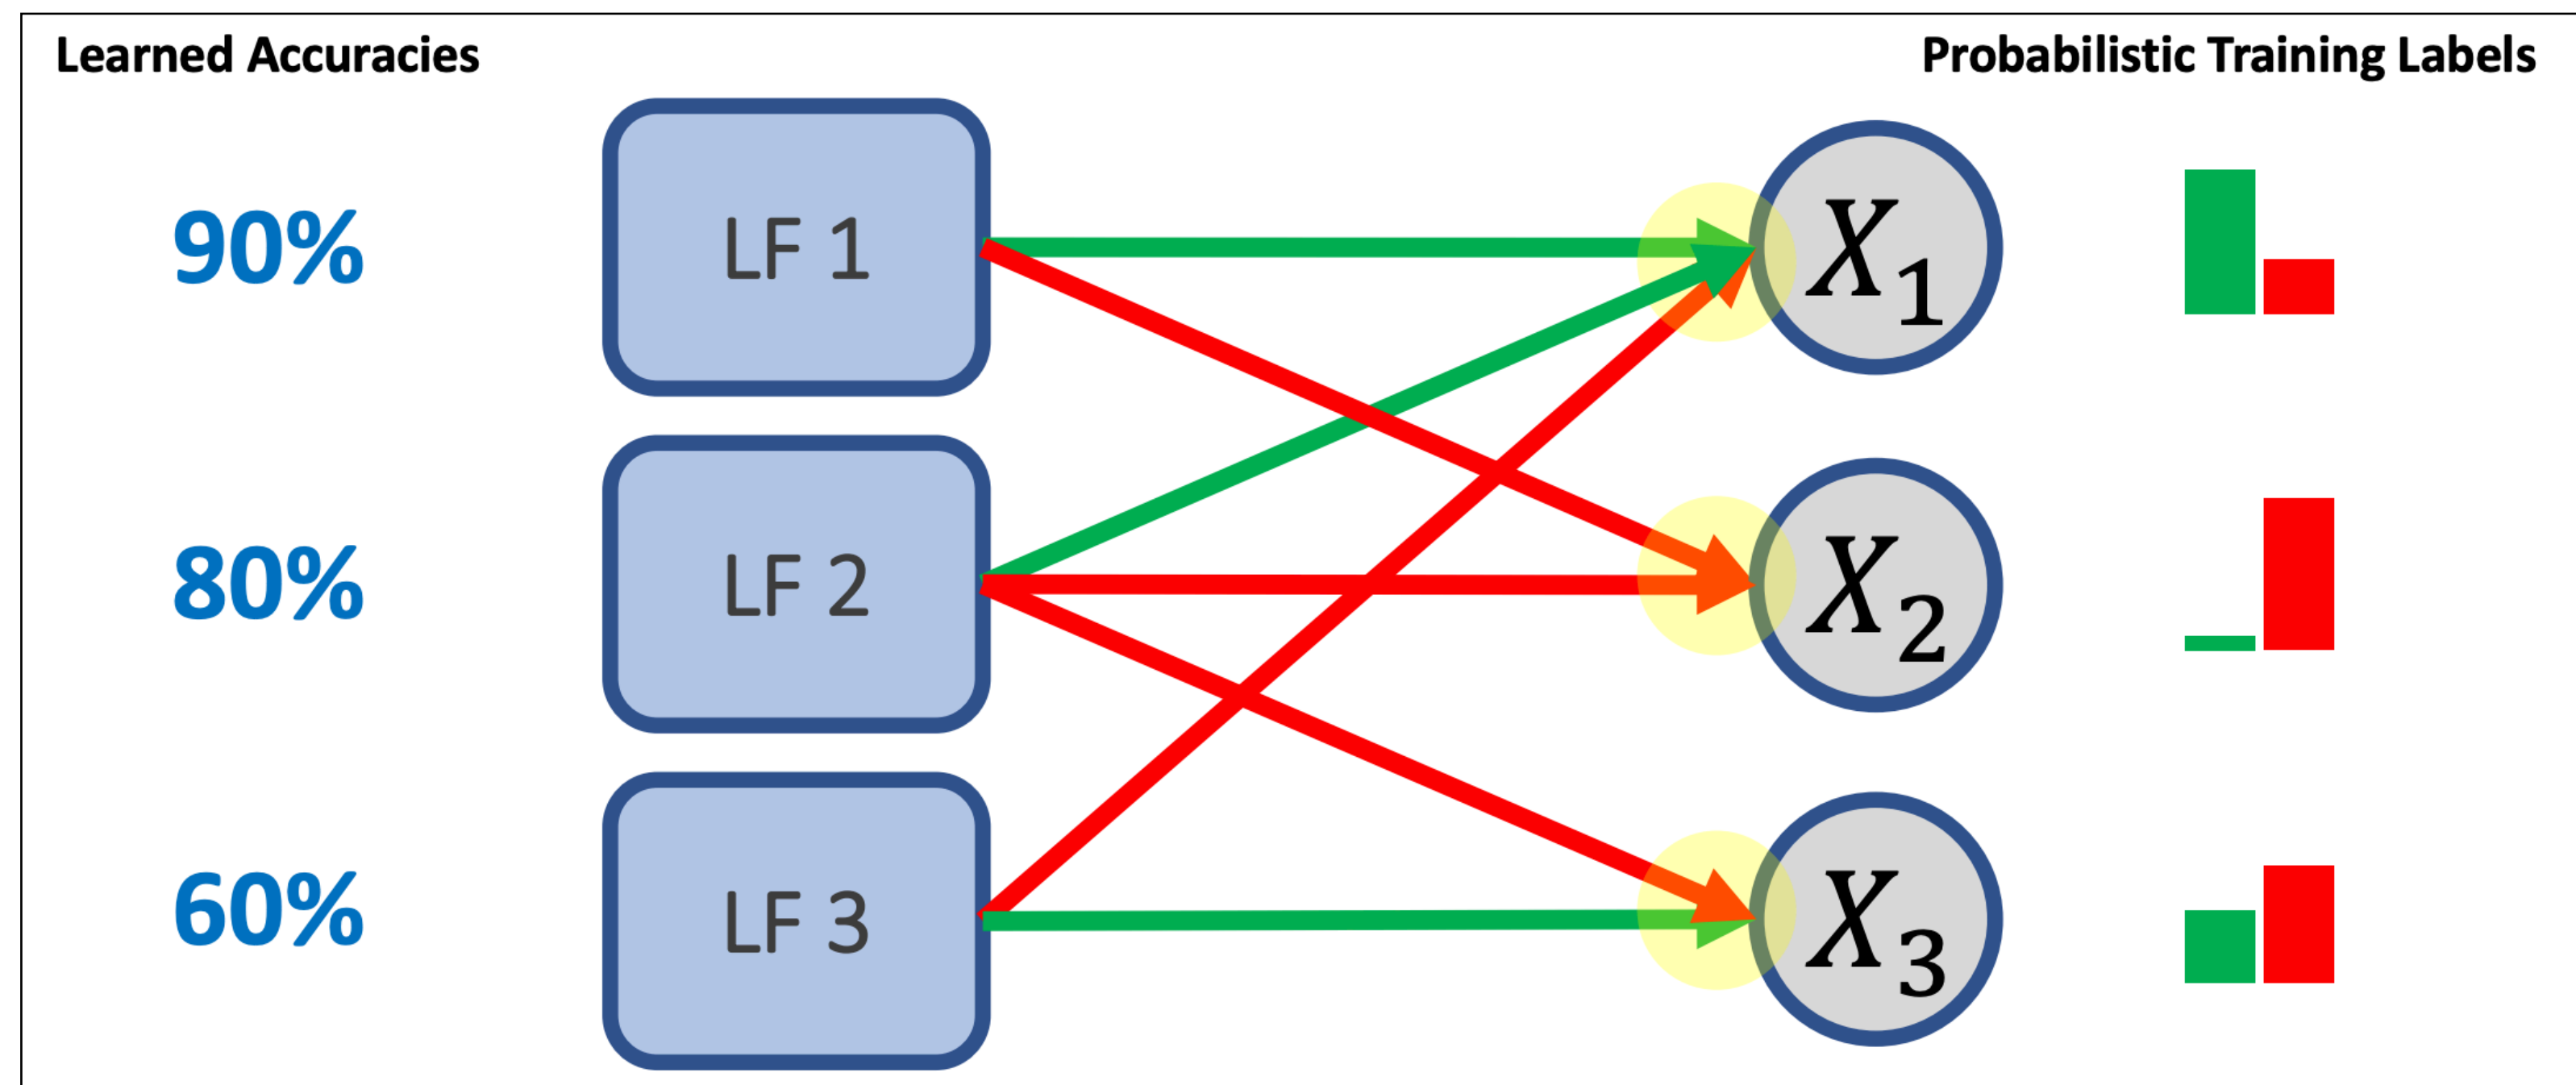 Learned Accuracies
Probabilistic Training Labels
90%
LF 1
X₁
80%
LF 2
X₂
60%
LF 3
X₃